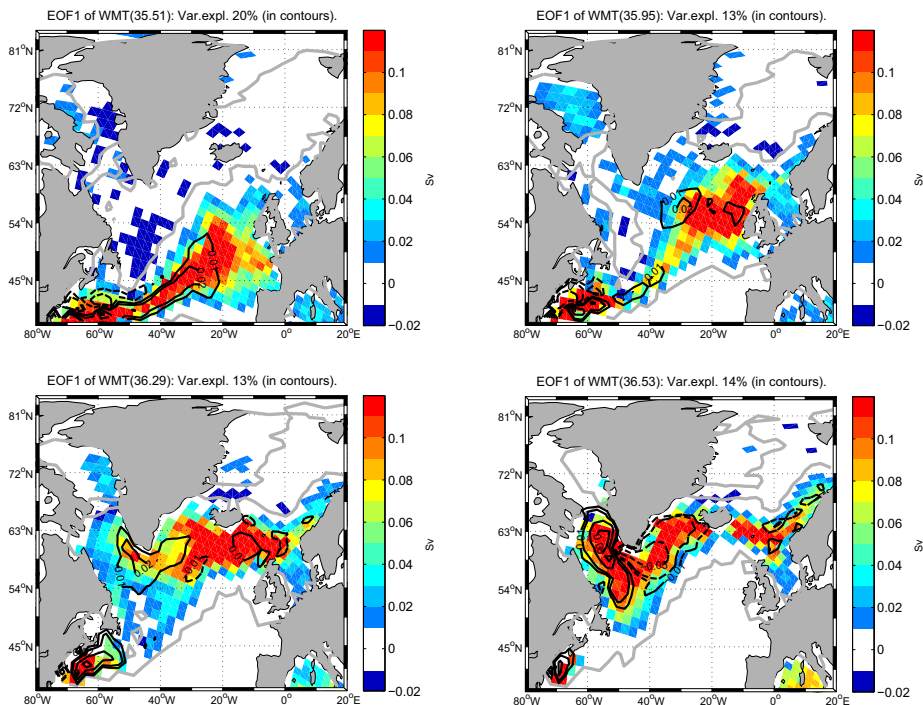 EOF1 of WMT(35.51): Var.expl. 20% (in contours).
EOF1 of WMT(35.95): Var.expl. 13% (in contours).
84°N
72°N
63°N
54°N
45°N
80°W 60°W 40°W 20°W 0° 20°E
0.1
0.08
0.06
0.04
0.02
0
−0.02
Sv
84°N
72°N
63°N
54°N
45°N
80°W 60°W 40°W 20°W 0° 20°E
0.1
0.08
0.06
0.04
0.02
0
−0.02
Sv
EOF1 of WMT(36.29): Var.expl. 13% (in contours).
EOF1 of WMT(36.53): Var.expl. 14% (in contours).
84°N
72°N
63°N
54°N
45°N
80°W 60°W 40°W 20°W 0° 20°E
0.1
0.08
0.06
0.04
0.02
0
−0.02
Sv
84°N
72°N
63°N
54°N
45°N
80°W 60°W 40°W 20°W 0° 20°E
0.1
0.08
0.06
0.04
0.02
0
−0.02
Sv